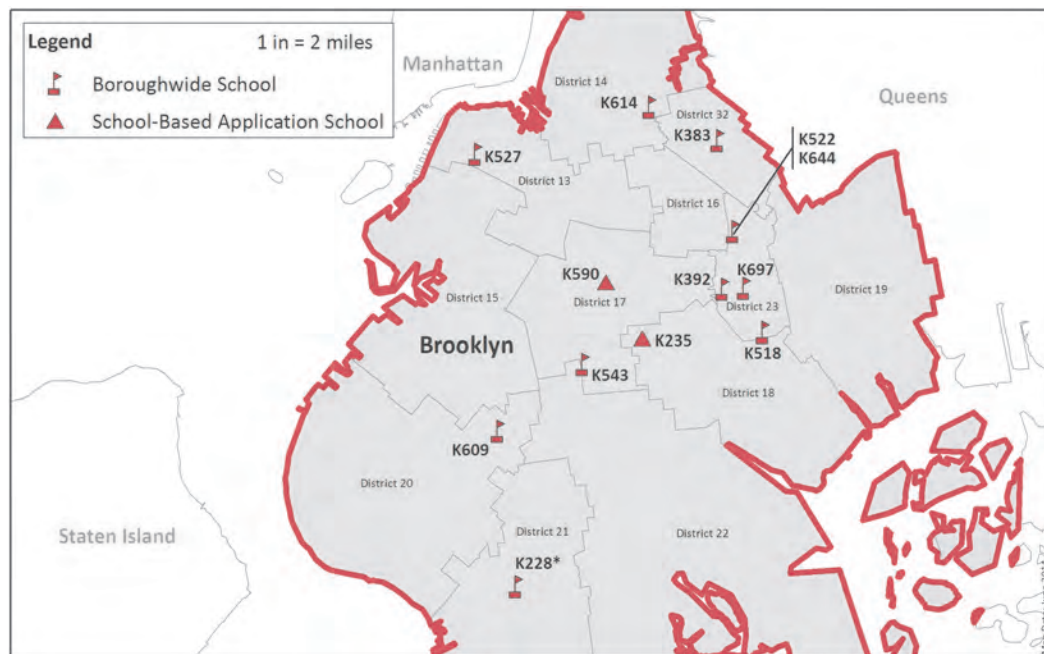 Legend
1 in = 2 miles
Boroughwide School
School-Based Application School
Manhattan
Queens
District 14
K614
District 32
K383
K522
K644
K527
District 13
District 16
K590
District 17
K392
K697
District 23
District 19
District 15
Brooklyn
K235
K518
K543
District 18
K609
District 20
Staten Island
District 21
District 22
K228*